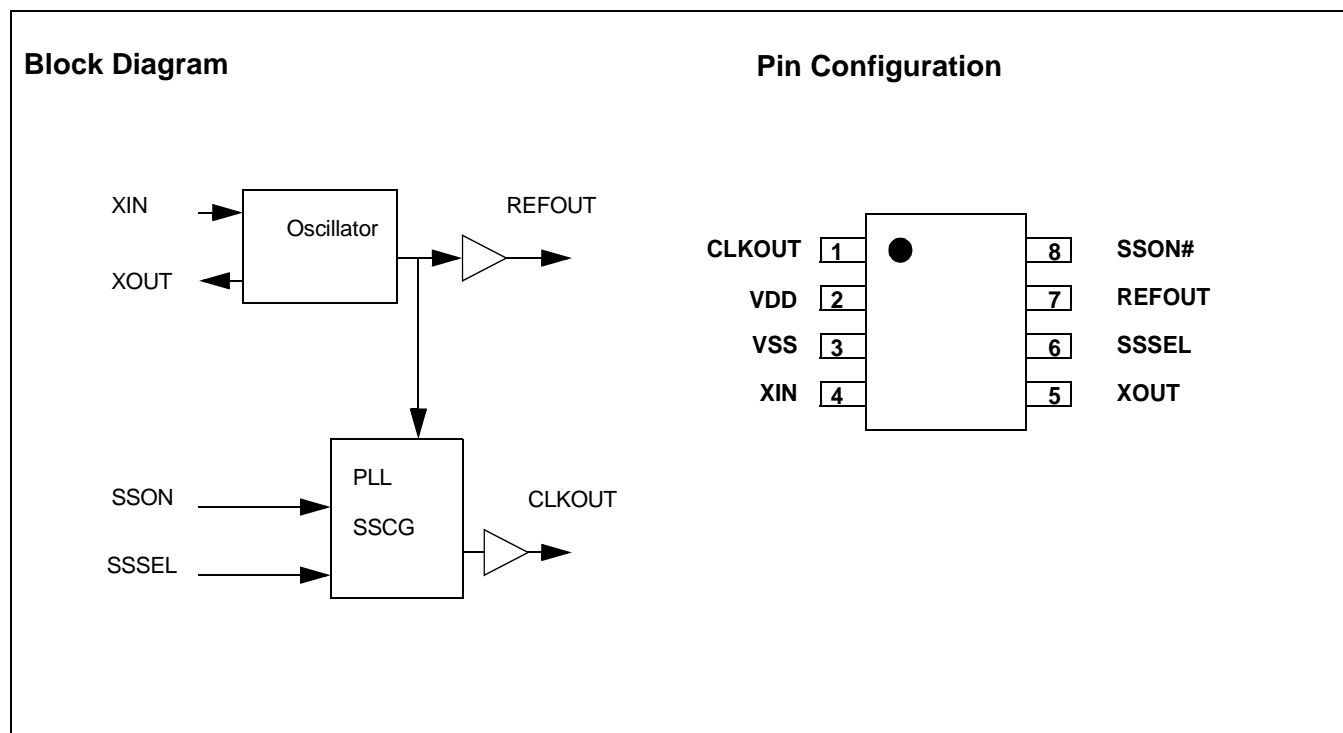 Block Diagram
XIN
XOUT
Oscillator
REFOUT
SSON
SSSEL
PLL
SSCG
CLKOUT
Pin Configuration
CLKOUT 1
VDD 2
VSS 3
XIN 4
8 SSON#
7 REFOUT
6 SSSEL
5 XOUT